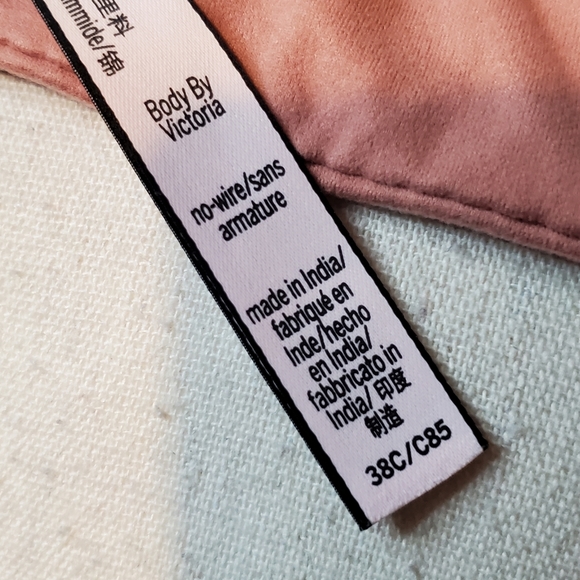 里料
mmide/锦
Body By
Victoria
no-wire/sans
armature
made in India/
fabriqué en
Inde/hecho
en India/
fabbricato in
India/ 印度
制造
38C/C85